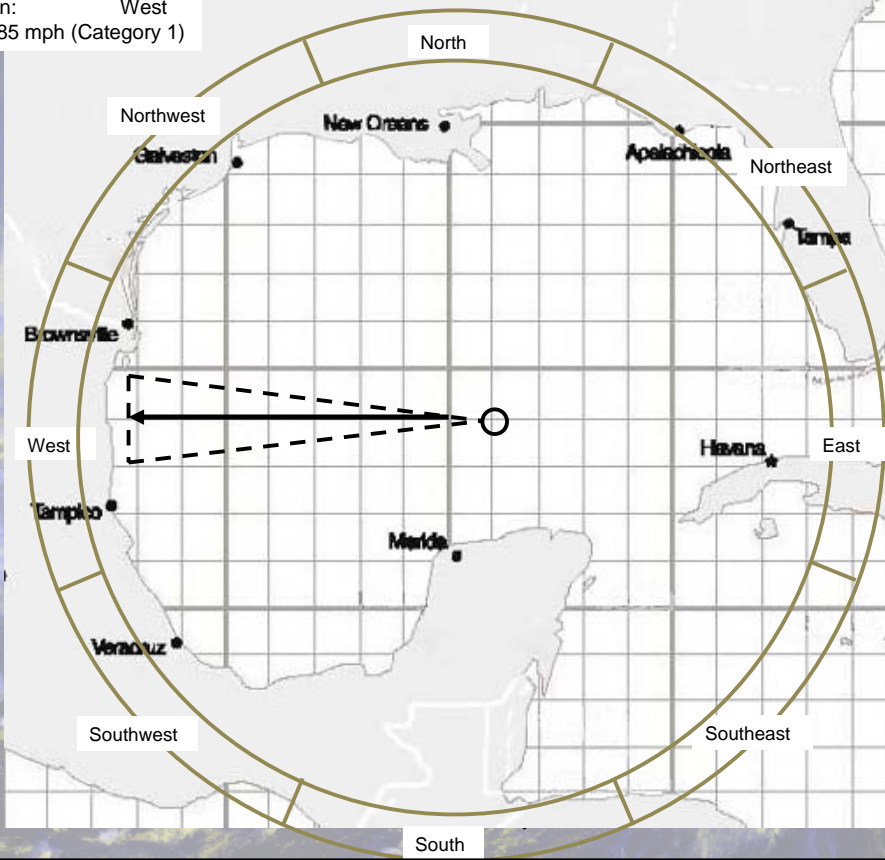 n: West
85 mph (Category 1)
North
Northwest
New Orleans
Galveston
Apalachicola
Northeast
Tampa
Brownsville
West
Havana
East
Tampico
Merida
Veracruz
Southwest
Southeast
South